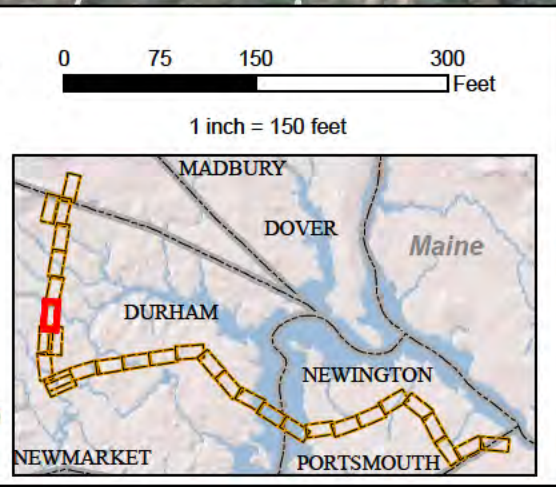 0 75 150 300
Feet
1 inch = 150 feet
MADBURY
DOVER
Maine
DURHAM
NEWINGTON
NEWMARKET
PORTSMOUTH